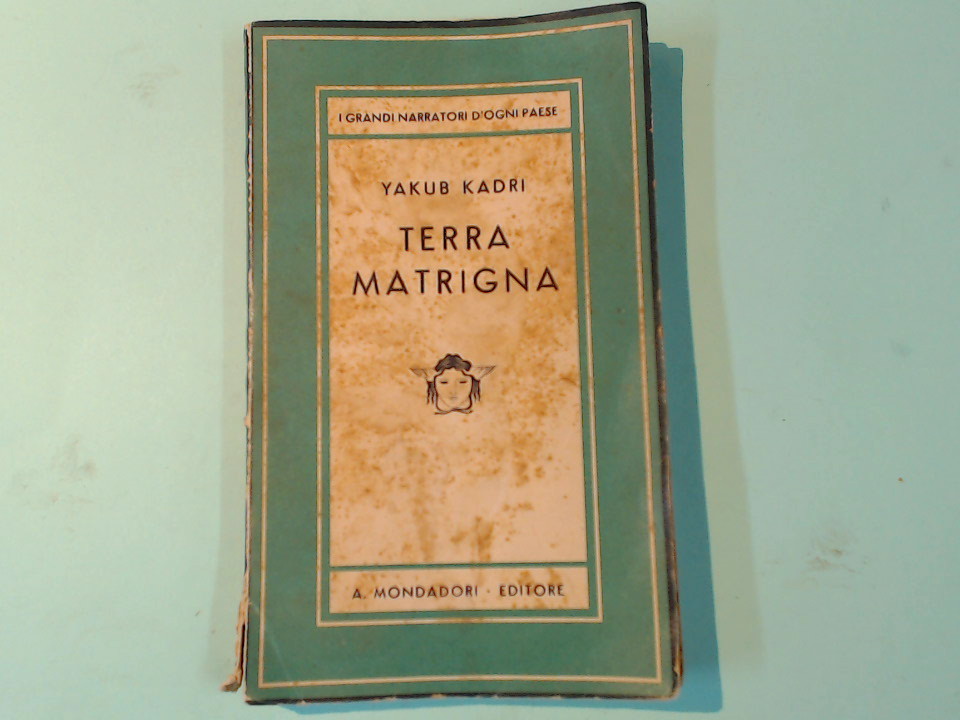 I GRANDI NARRATORI D'OGNI PAESE
YAKUB KADRI
TERRA
MATRIGNA
A. MONDADORI · EDITORE